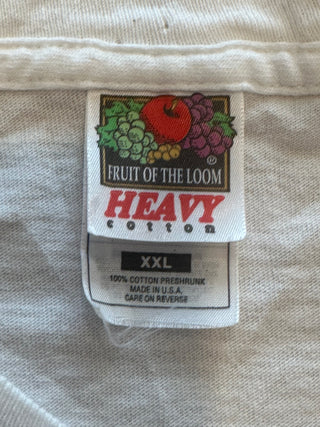 ®
FRUIT OF THE LOOM
HEAVY
cotton
XXL
100% COTTON PRESHRUNK
MADE IN U.S.A.
CARE ON REVERSE